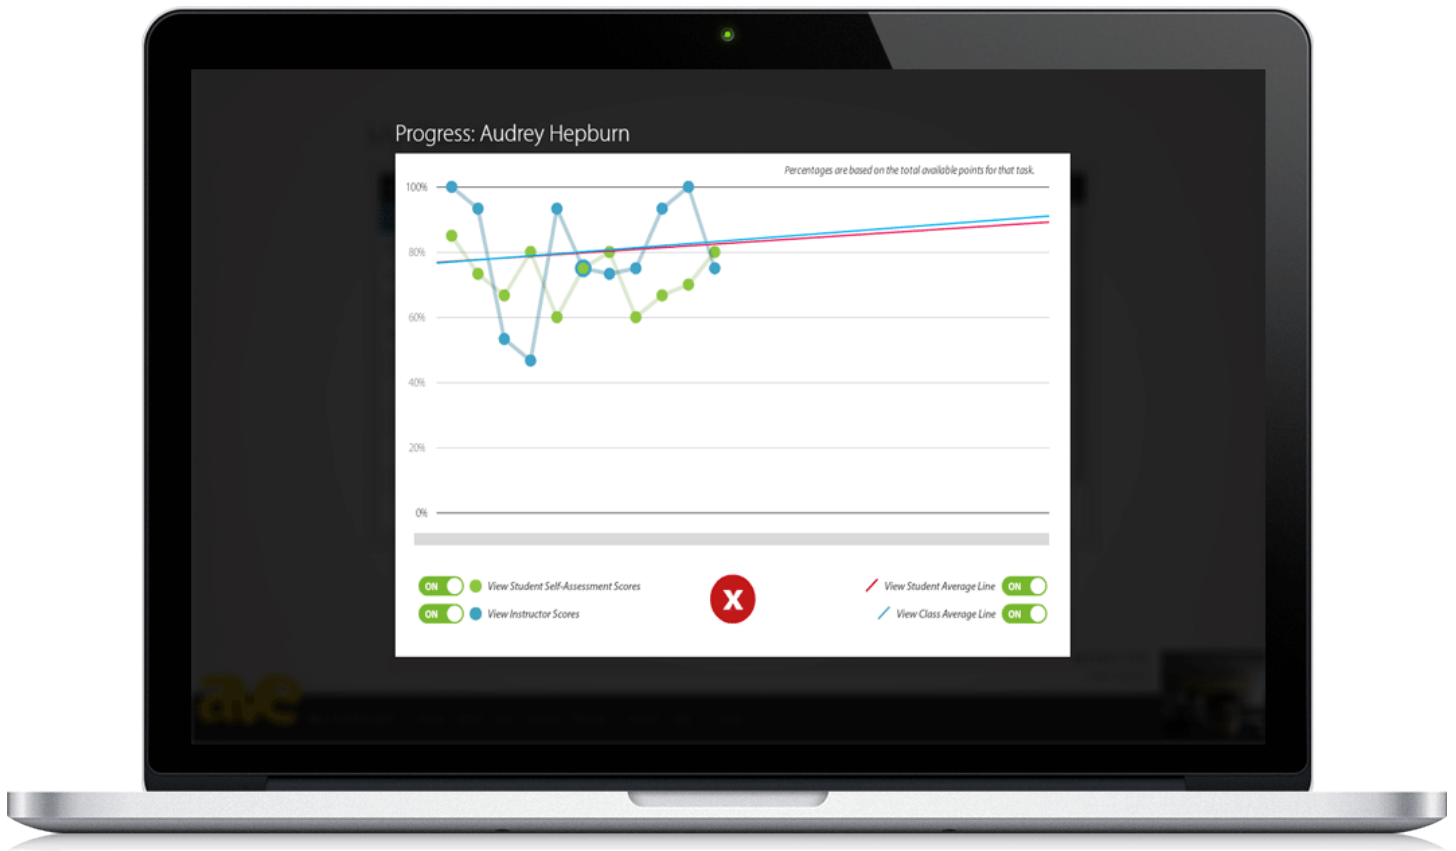 Progress: Audrey Hepburn
Percentages are based on the total available points for that task.
100%
80%
60%
40%
20%
0%
ON View Student Self-Assessment Scores
ON View Instructor Scores
X
View Student Average Line ON
View Class Average Line ON
ave